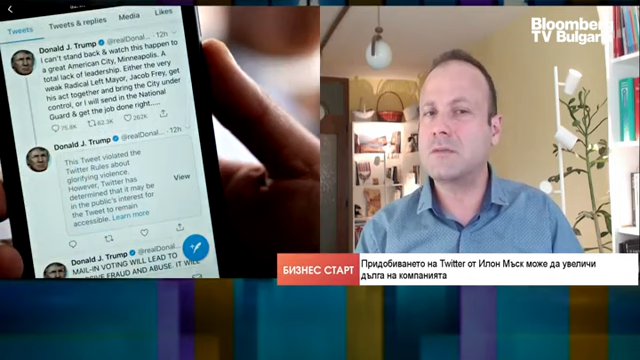 Tweets
Tweets & replies
Media
Likes
Donald J. Trump @realDonal... · 12h
I can't stand back & watch this happen to
a great American City, Minneapolis. A
total lack of leadership. Either the very
weak Radical Left Mayor, Jacob Frey, get
his act together and bring the City under
control, or I will send in the National
Guard & get the job done right.....
75.8K
82.3K
262K
Donald J. Trump @realDonal... · 12h
This Tweet violated the
Twitter Rules about
glorifying violence.
However, Twitter has
determined that it may be
in the public's interest for
the Tweet to remain
accessible. Learn more
View
Donald J. Trump @realDona...
MAIL-IN VOTING WILL LEAD TO
FRAUD AND ABUSE. IT WILL
Bloomberg
TV Bulgaria
БИЗНЕС СТАРТ
Придобиването на Twitter от Илон Мъск може да увеличи
дълга на компанията